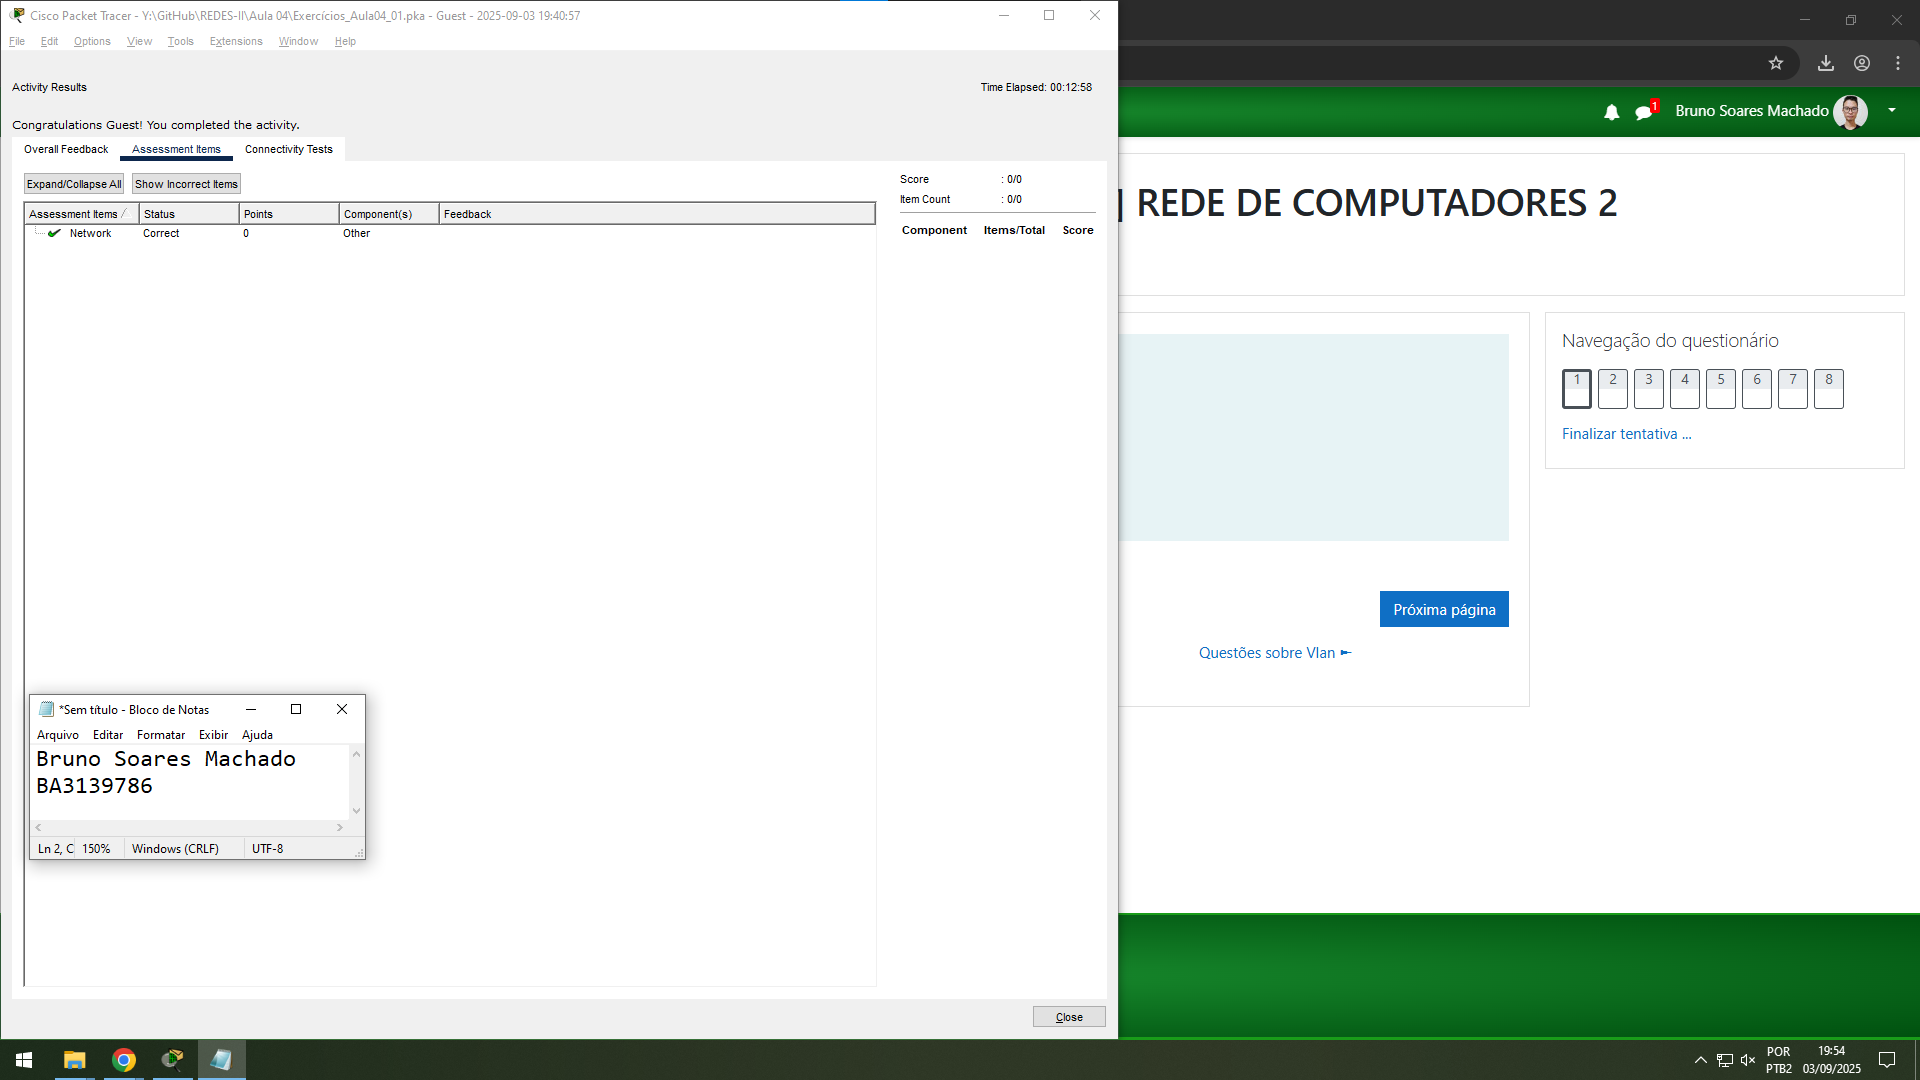 Cisco Packet Tracer - Y:\GitHub\REDES-II\Aula 04\Exercícios_Aula04_01.pka - Guest - 2025-09-03 19:40:57
File Edit Options View Tools Extensions Window Help
Activity Results
Time Elapsed: 00:12:58
Congratulations Guest! You completed the activity.
Overall Feedback Assessment Items Connectivity Tests
Expand/Collapse All Show Incorrect Items
Assessment Items Status Points Component(s) Feedback
Network Correct 0 Other
Score : 0/0
Item Count : 0/0
Component Items/Total Score
Close
*Sem título - Bloco de Notas
Arquivo Editar Formatar Exibir Ajuda
Bruno Soares Machado
BA3139786
Ln 2, C 150% Windows (CRLF) UTF-8
1
Bruno Soares Machado
| REDE DE COMPUTADORES 2
Próxima página
Questões sobre Vlan
Navegação do questionário
1 2 3 4 5 6 7 8
Finalizar tentativa ...
POR
PTB2
19:54
03/09/2025